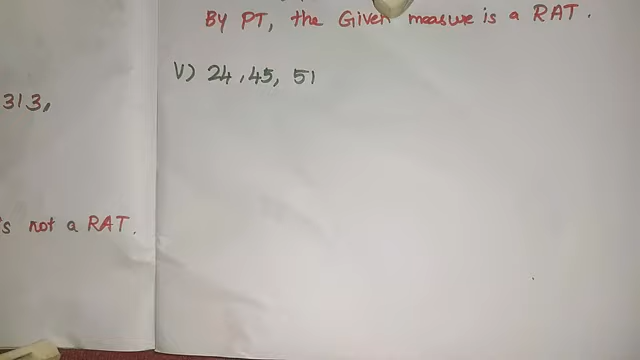 313,
s not a RAT.
By PT, the Given measure is a RAT.
V) 24, 45, 51